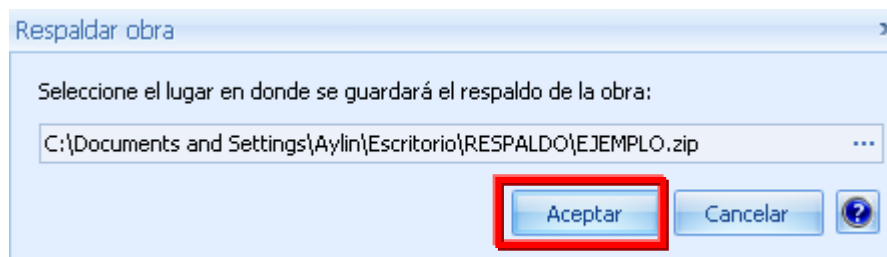 Respaldar obra
Seleccione el lugar en donde se guardará el respaldo de la obra:
C:\Documents and Settings\Aylin\Escritorio\RESPALDO\EJEMPLO.zip ...
Aceptar Cancelar ?